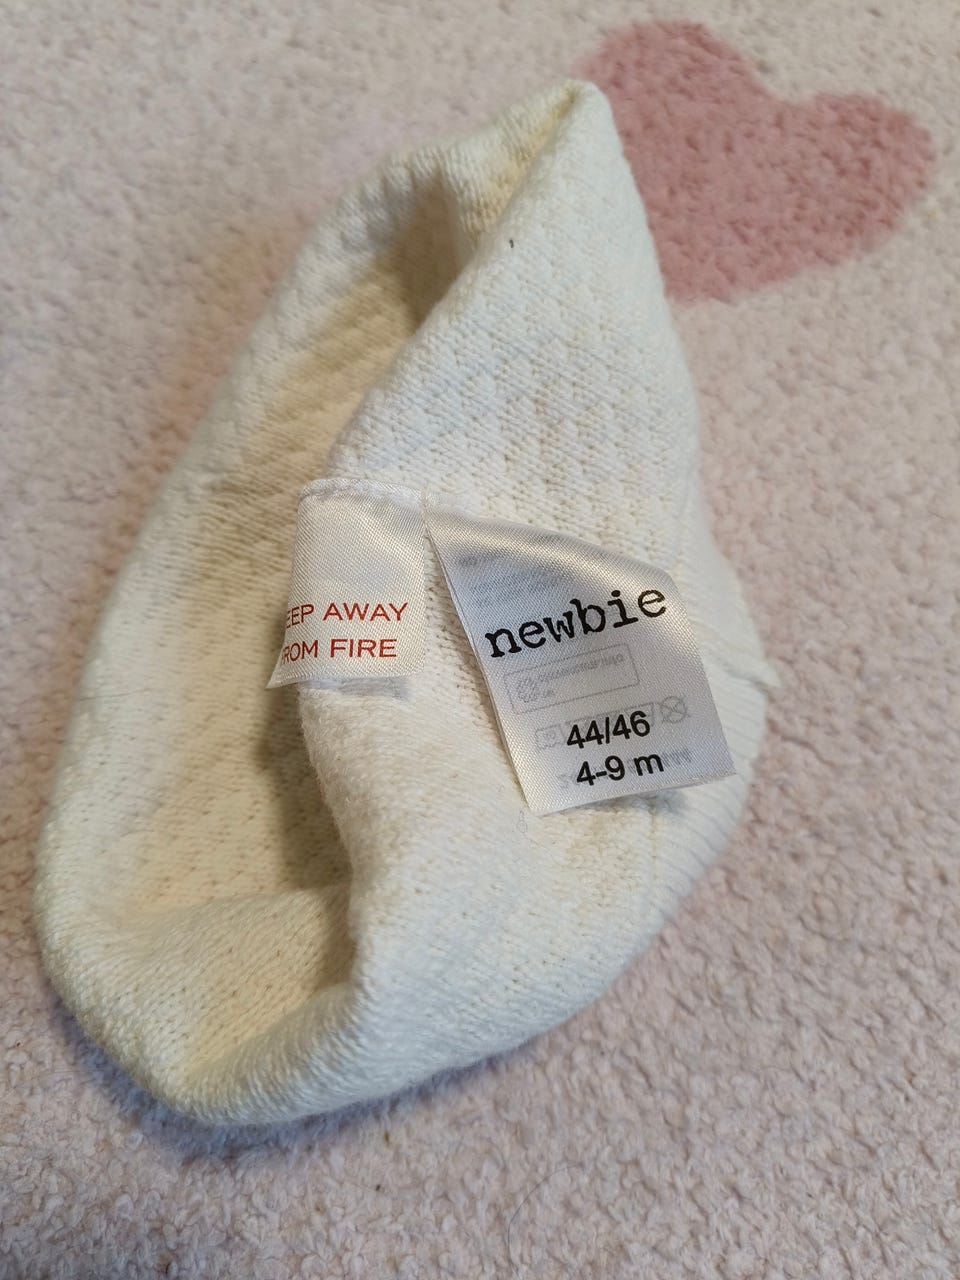 EEP AWAY
ROM FIRE
newbie
44/46
4-9 m